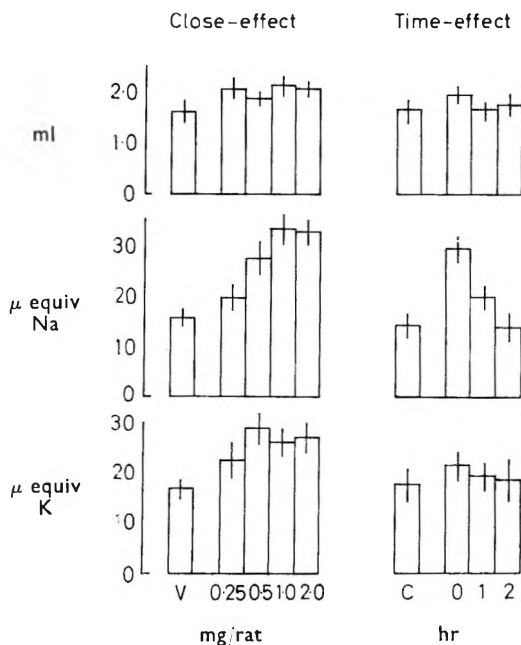 Close-effect Time-effect
2·0
ml
1·0
0
30
μ equiv
Na
20
10
0
30
μ equiv
K
20
10
0
V 0·25 0·5 1·0 2·0 C 0 1 2
mg/rat hr